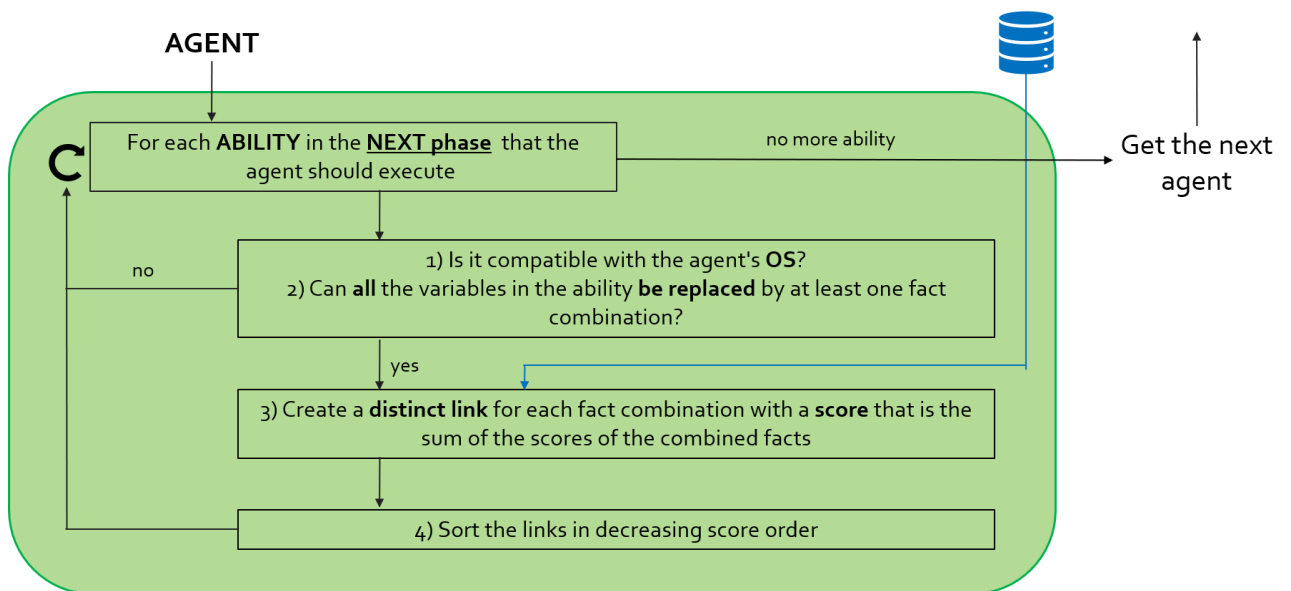 AGENT
For each ABILITY in the NEXT phase that the
agent should execute
no more ability
Get the next
agent
1) Is it compatible with the agent's OS?
2) Can all the variables in the ability be replaced by at least one fact
combination?
no
yes
3) Create a distinct link for each fact combination with a score that is the
sum of the scores of the combined facts
4) Sort the links in decreasing score order